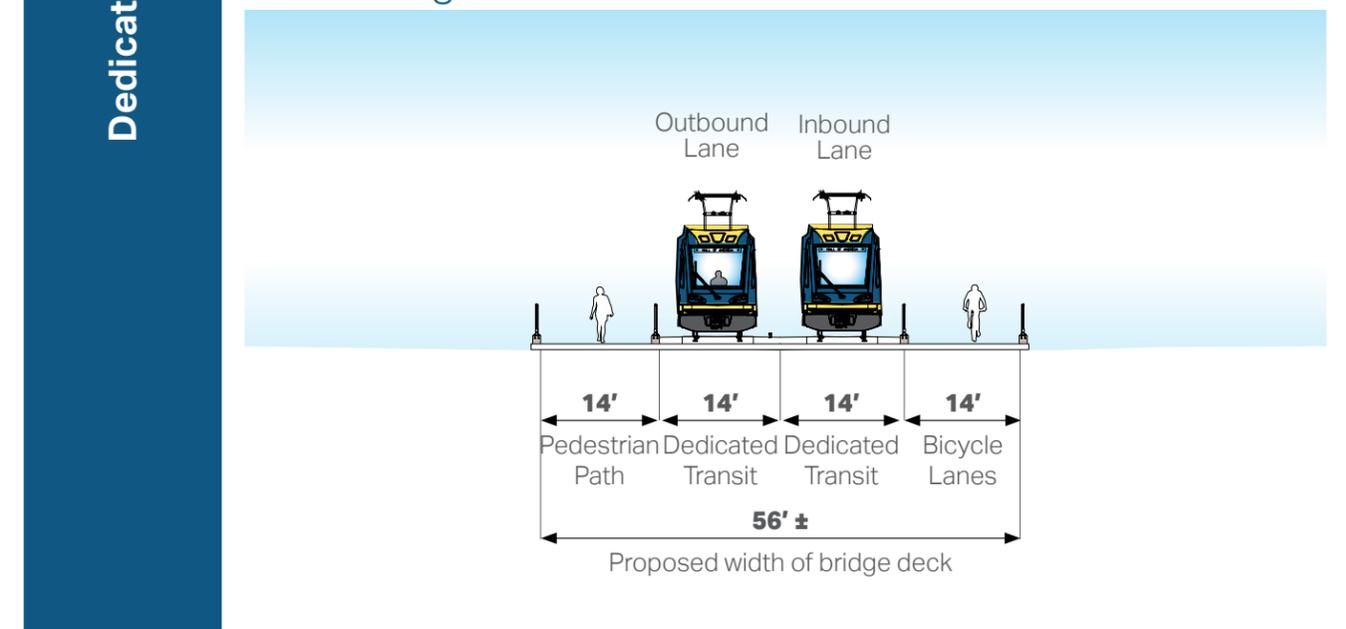 Outbound
Lane
Inbound
Lane
14′
14′
14′
14′
Pedestrian
Path
Dedicated
Transit
Dedicated
Transit
Bicycle
Lanes
56′ ±
Proposed width of bridge deck